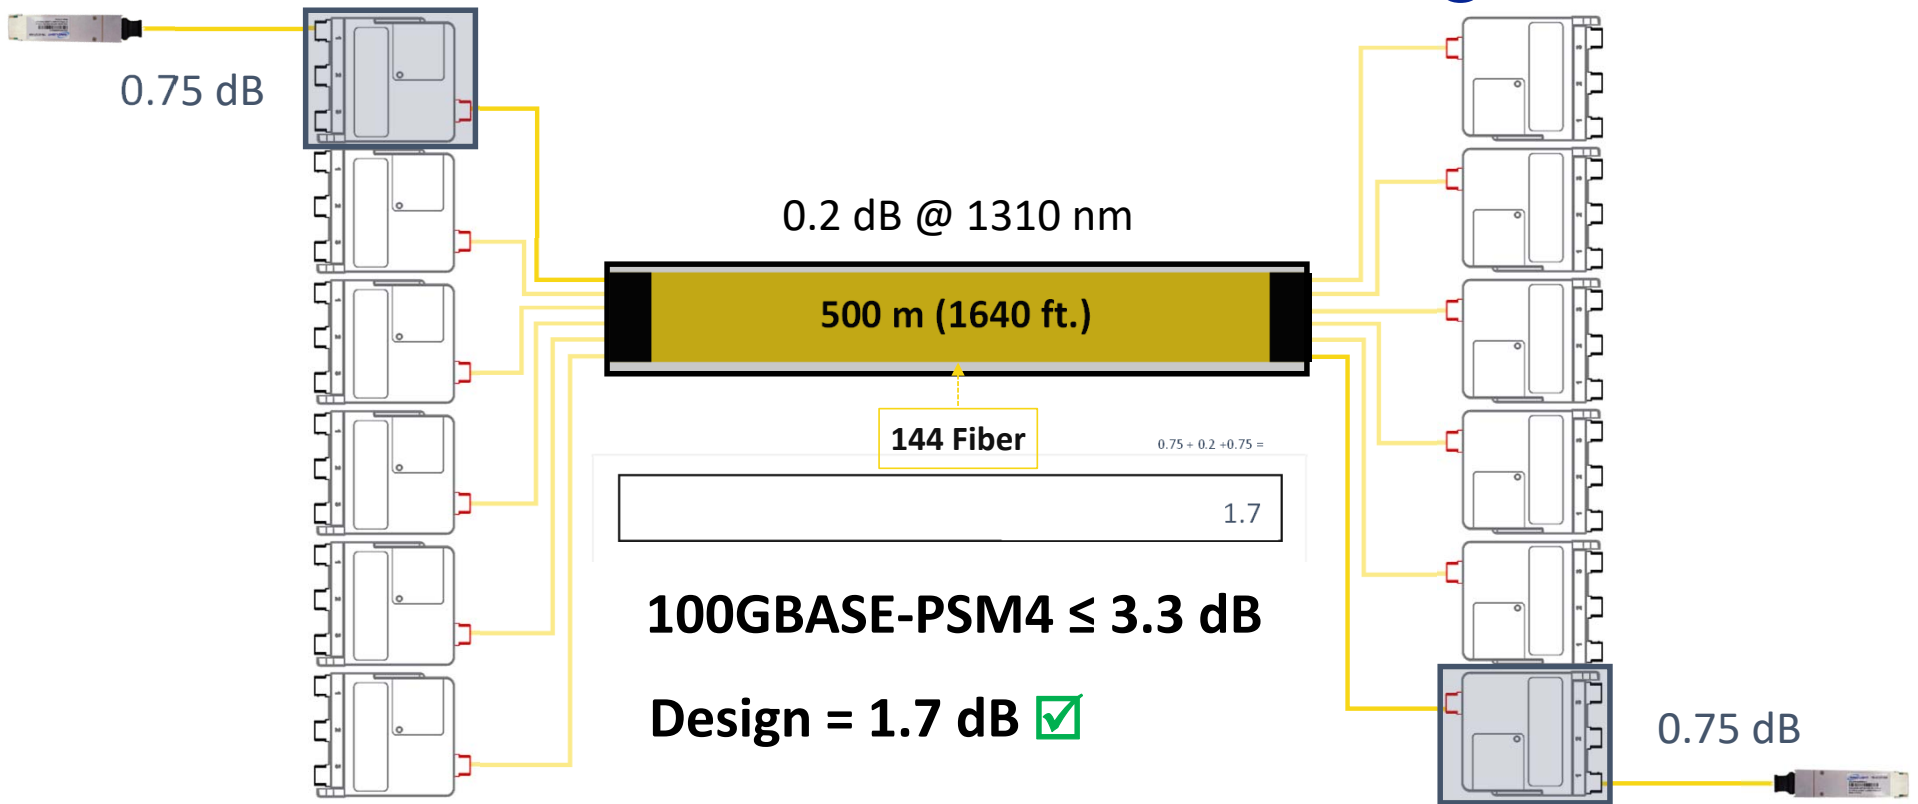 0.75 dB
0.2 dB @ 1310 nm
500 m (1640 ft.)
144 Fiber
0.75 + 0.2 +0.75 =
1.7
100GBASE-PSM4 ≤ 3.3 dB
Design = 1.7 dB
0.75 dB